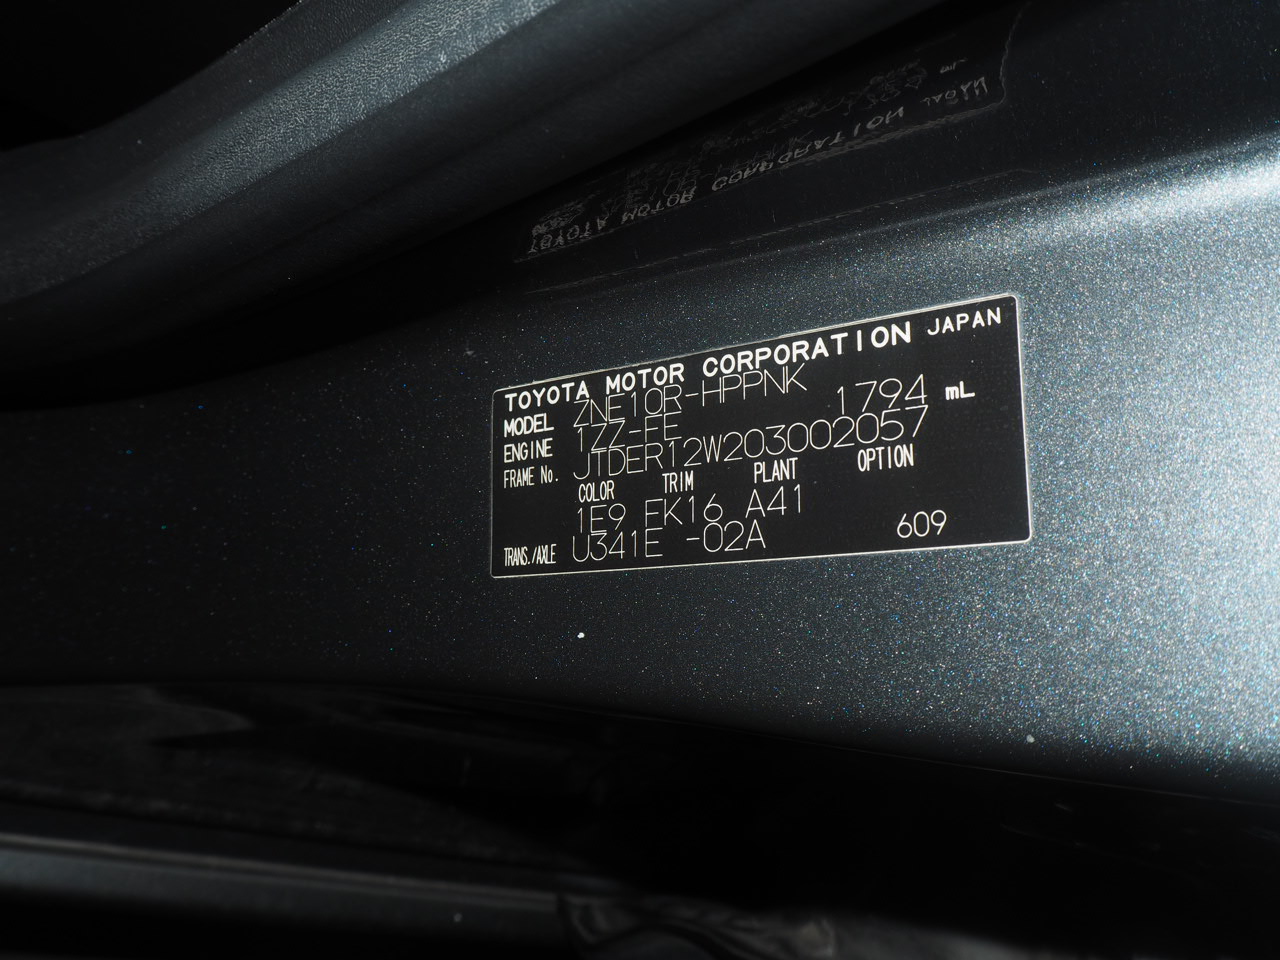 TOYOTA MOTOR CORPORATION JAPAN
MODEL ZNE10R-HPPNK
ENGINE 1ZZ-FE 1794 mL
FRAME No. JTDER12W203002057
COLOR TRIM PLANT OPTION
1E9 FK16 A41
TRANS./AXLE U341E -02A 609